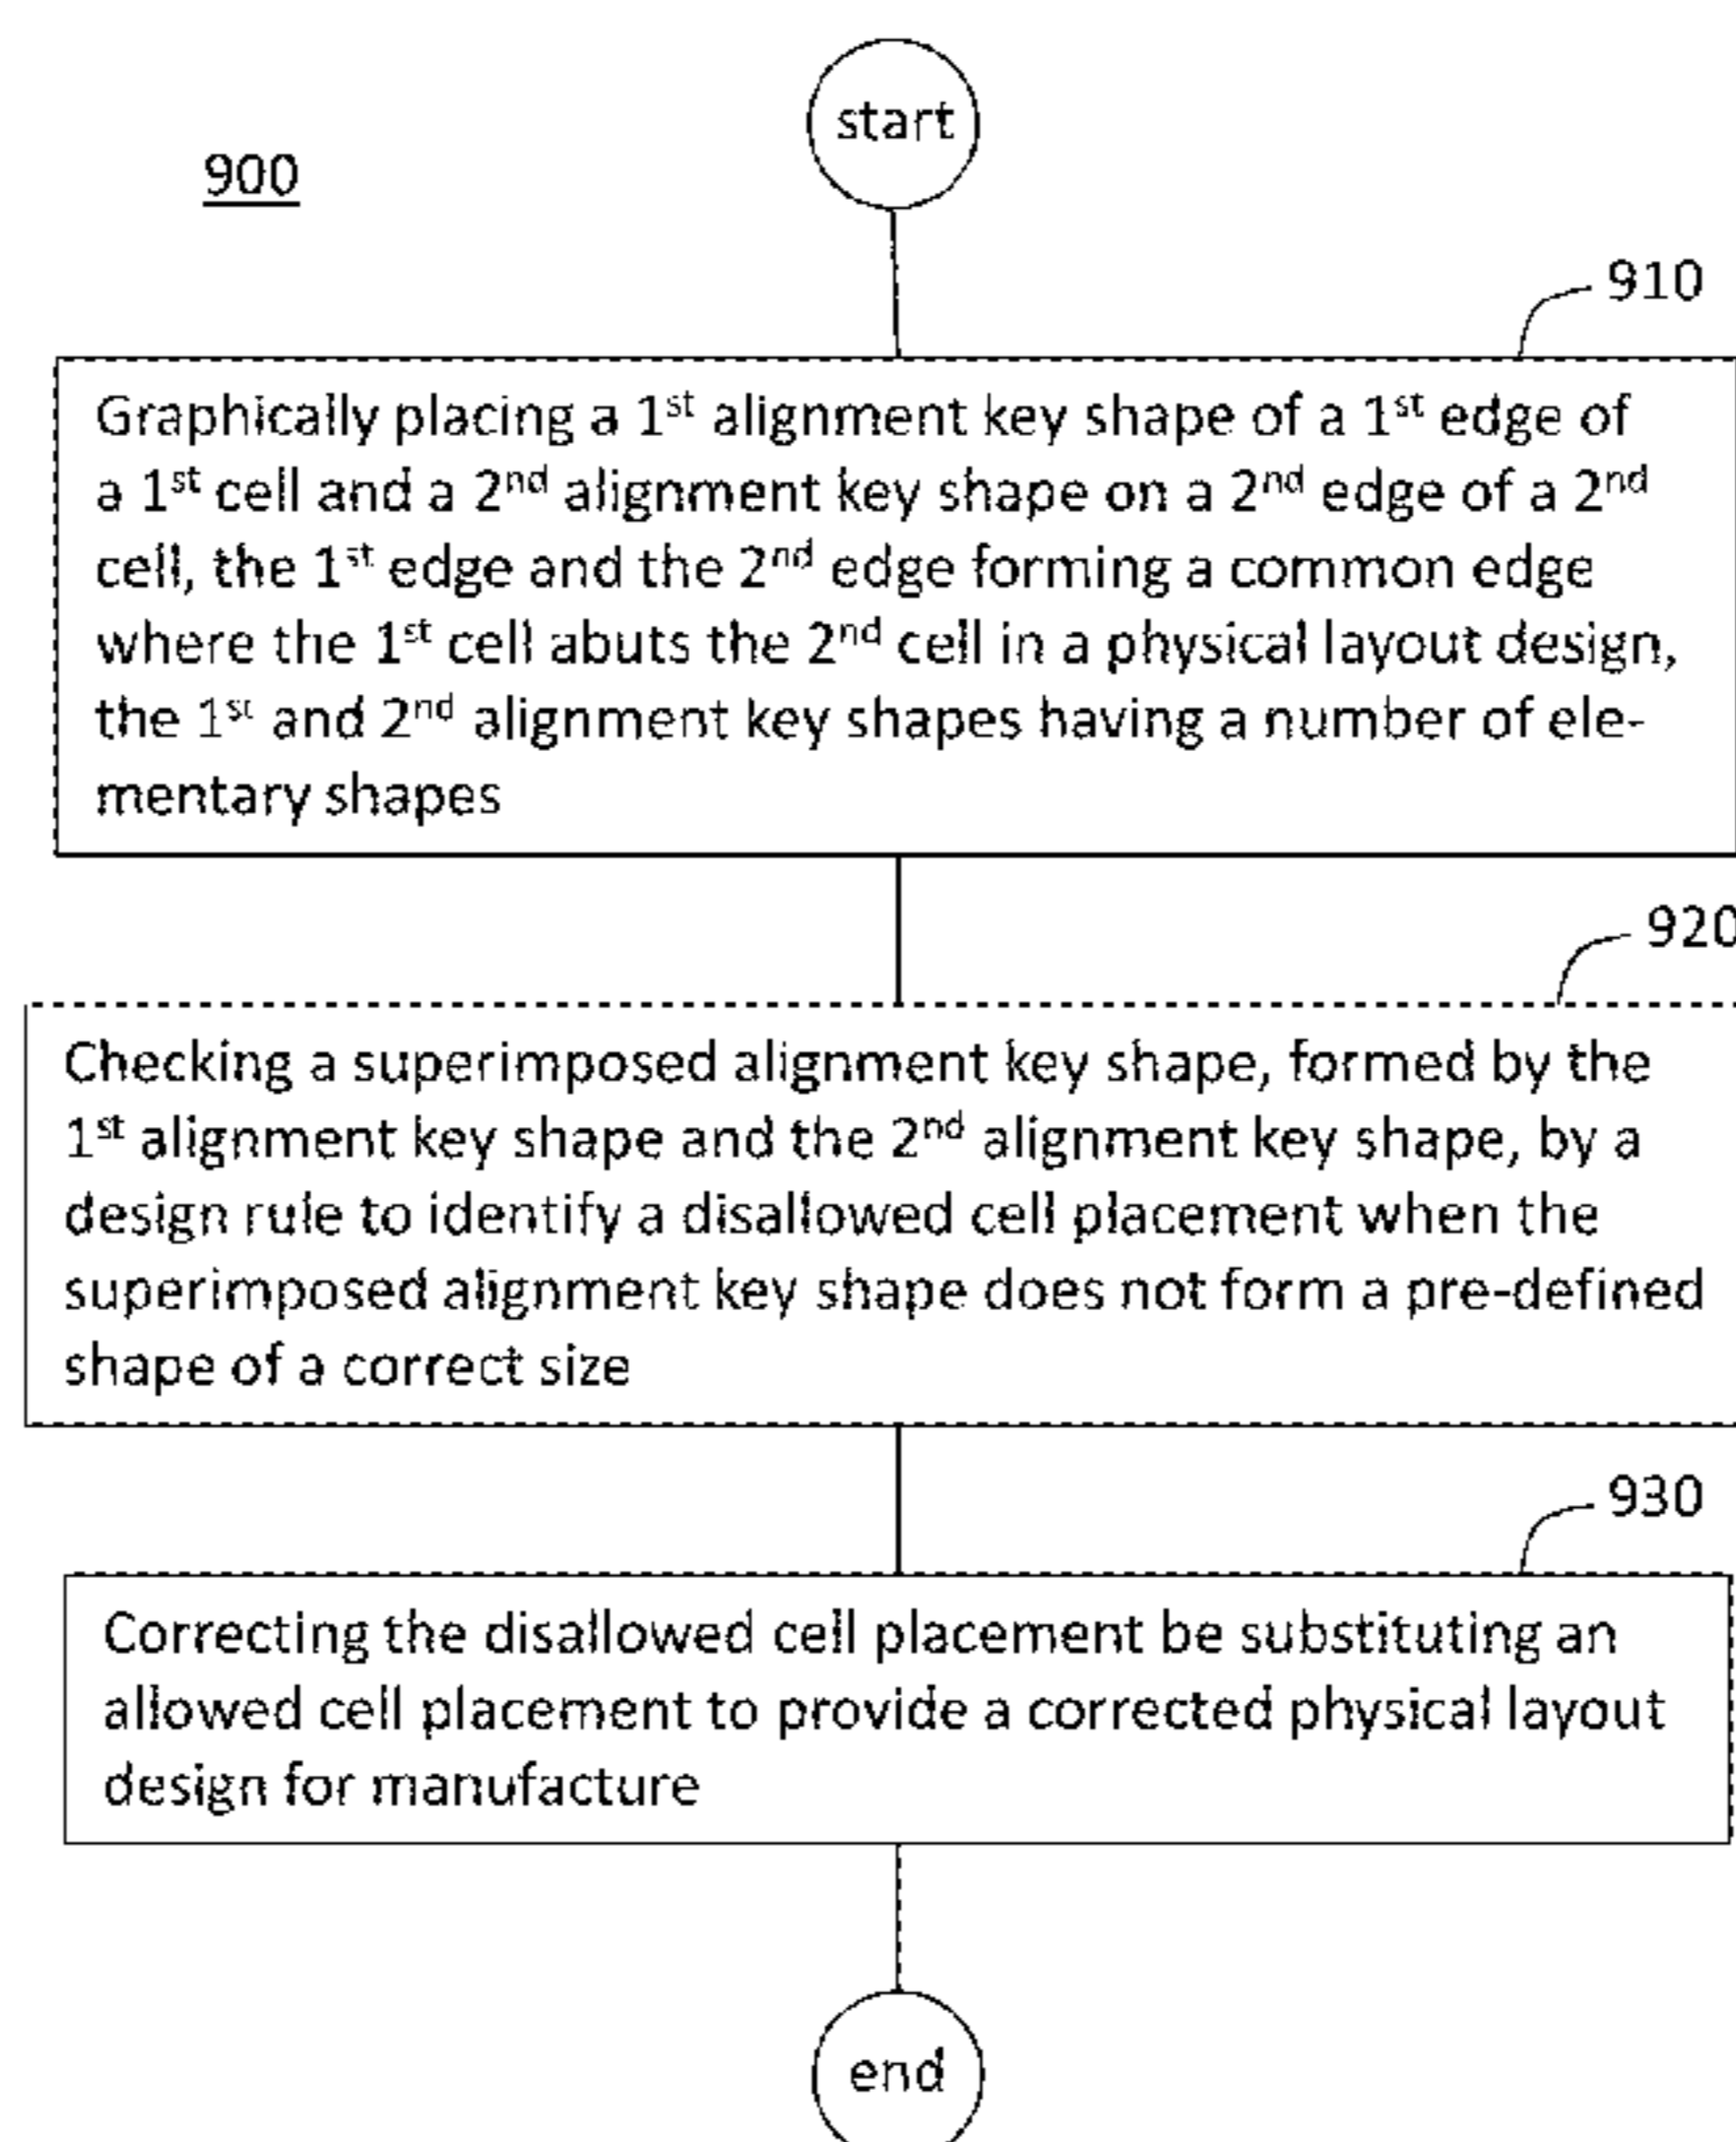 start
900
910
Graphically placing a 1st alignment key shape of a 1st edge of
a 1st cell and a 2nd alignment key shape on a 2nd edge of a 2nd
cell, the 1st edge and the 2nd edge forming a common edge
where the 1st cell abuts the 2nd cell in a physical layout design,
the 1st and 2nd alignment key shapes having a number of ele-
mentary shapes
920
Checking a superimposed alignment key shape, formed by the
1st alignment key shape and the 2nd alignment key shape, by a
design rule to identify a disallowed cell placement when the
superimposed alignment key shape does not form a pre-defined
shape of a correct size
930
Correcting the disallowed cell placement be substituting an
allowed cell placement to provide a corrected physical layout
design for manufacture
end